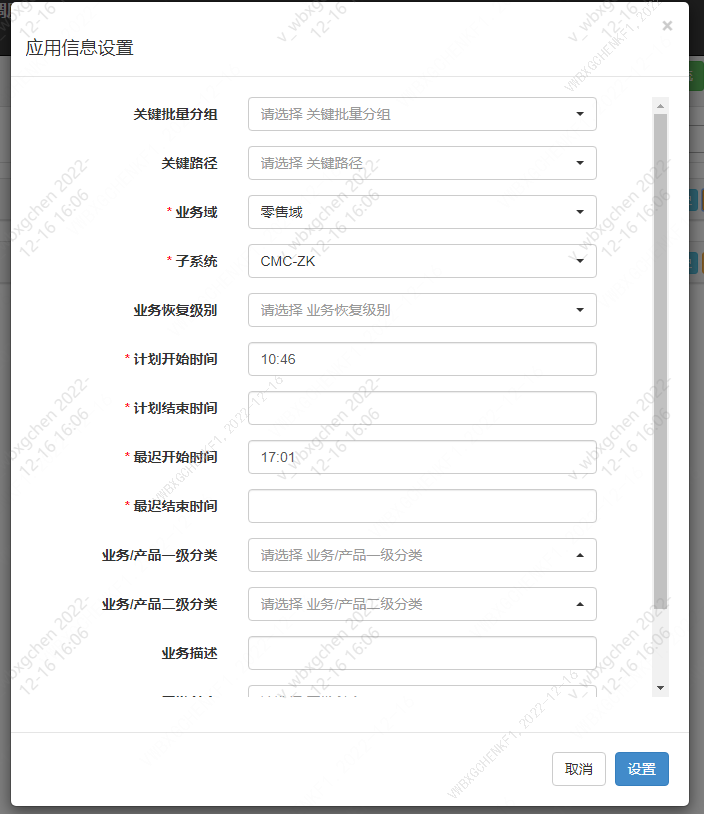 应用信息设置
×
关键批量分组 请选择 关键批量分组
关键路径 请选择 关键路径
* 业务域 零售域
* 子系统 CMC-ZK
业务恢复级别 请选择 业务恢复级别
* 计划开始时间 10:46
* 计划结束时间
* 最迟开始时间 17:01
* 最迟结束时间
业务/产品一级分类 请选择 业务/产品一级分类
业务/产品二级分类 请选择 业务/产品二级分类
业务描述
取消 设置
v_wbxgchen 2022-12-16 16:06
VWBXGCHENKF1, 2022-12-16